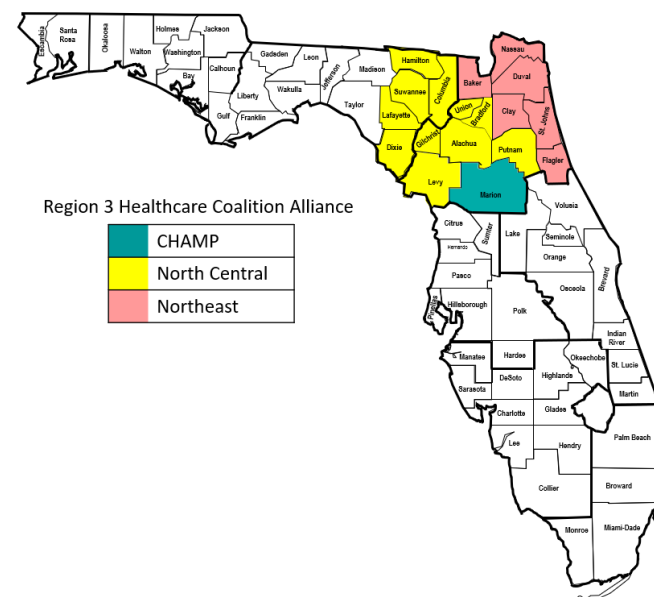 Escambia
Santa
Rosa
Okaloosa
Walton
Holmes
Washington
Bay
Jackson
Calhoun
Gulf
Liberty
Franklin
Gadsden
Leon
Wakulla
Jefferson
Madison
Taylor
Hamilton
Suwannee
Columbia
Lafayette
Dixie
Gilchrist
Baker
Union
Bradford
Alachua
Levy
Nassau
Duval
Clay
St. Johns
Putnam
Flagler
Marion
Region 3 Healthcare Coalition Alliance
CHAMP
North Central
Northeast
Citrus
Hernando
Sumter
Lake
Volusia
Seminole
Orange
Brevard
Pasco
Pinellas
Hillsborough
Polk
Osceola
Indian
River
Manatee
Hardee
Okeechobe
St. Lucie
Sarasota
DeSoto
Highlands
Martin
Charlotte
Glades
Lee
Hendry
Palm Beach
Collier
Broward
Monroe
Miami-Dade